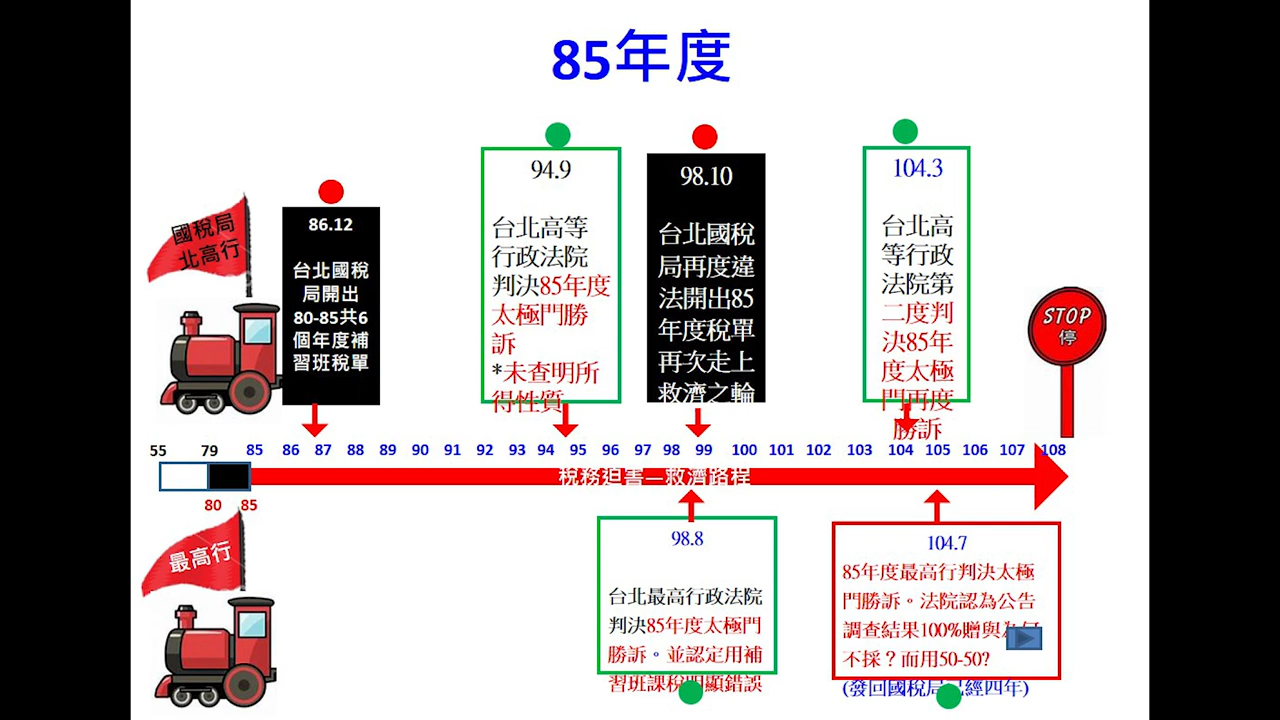 85年度
國稅局
北高行
86.12
台北國稅
局開出
80-85共6
個年度補
習班稅單
94.9
台北高等
行政法院
判決85年度
太極門勝
訴
*未查明所
得性質
98.10
台北國稅
局再度違
法開出85
年度稅單
再次走上
救濟之輪
104.3
台北高
等行政
法院第
二度判
決85年
度太極
門再度
勝訴
STOP
停
55 79 85 86 87 88 89 90 91 92 93 94 95 96 97 98 99 100 101 102 103 104 105 106 107 108
稅務迫害—救濟路程
80 85
最高行
98.8
台北最高行政法院
判決85年度太極門
勝訴。並認定用補
習班課稅明顯錯誤
104.7
85年度最高行判決太極
門勝訴。法院認為公告
調查結果100%贈與為何
不採？而用50-50?
(發回國稅局已經四年)